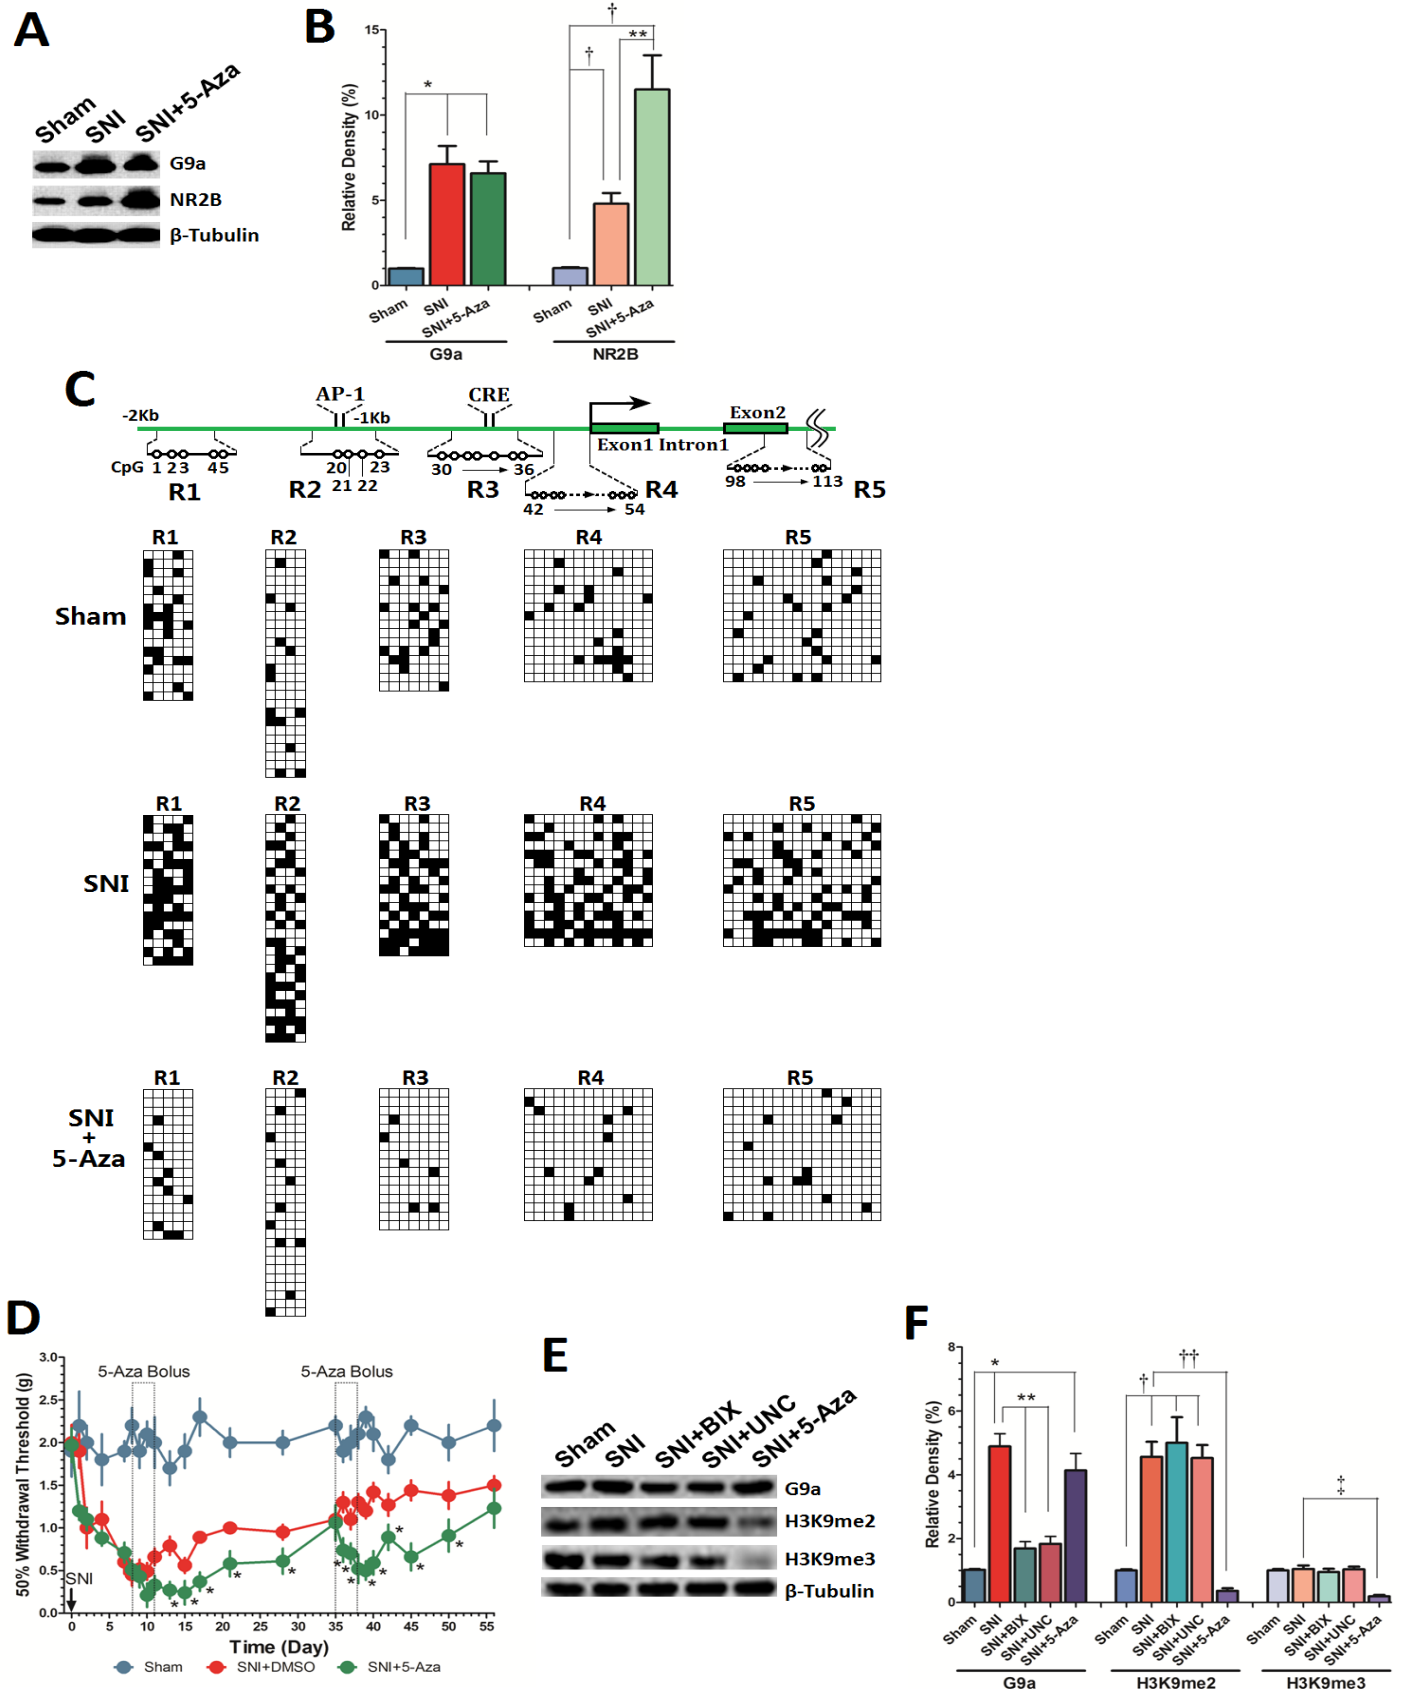 A
Sham
SNI
SNI+5-Aza
G9a
NR2B
β-Tubulin
B
Relative Density (%)
15
10
5
0
*
†
†
**
Sham
SNI
SNI+5-Aza
Sham
SNI
SNI+5-Aza
G9a
NR2B
C
-2Kb
AP-1
-1Kb
CRE
Exon1 Intron1
Exon2
CpG 1 2 3 4 5
20 21 22 23
30 36
42 54
98 113
R1 R2 R3 R4 R5
R1 R2 R3 R4 R5
Sham
R1 R2 R3 R4 R5
SNI
R1 R2 R3 R4 R5
SNI
+
5-Aza
D
50% Withdrawal Threshold (g)
3.0
2.5
2.0
1.5
1.0
0.5
0.0
5-Aza Bolus
5-Aza Bolus
SNI
* * * * * * * * * * * * *
0 5 10 15 20 25 30 35 40 45 50 55
Time (Day)
Sham SNI+DMSO SNI+5-Aza
E
Sham
SNI
SNI+BIX
SNI+UNC
SNI+5-Aza
G9a
H3K9me2
H3K9me3
β-Tubulin
F
Relative Density (%)
8
6
4
2
0
*
**
†
††
‡
Sham
SNI
SNI+BIX
SNI+UNC
SNI+5-Aza
Sham
SNI
SNI+BIX
SNI+UNC
SNI+5-Aza
Sham
SNI
SNI+BIX
SNI+UNC
SNI+5-Aza
G9a
H3K9me2
H3K9me3